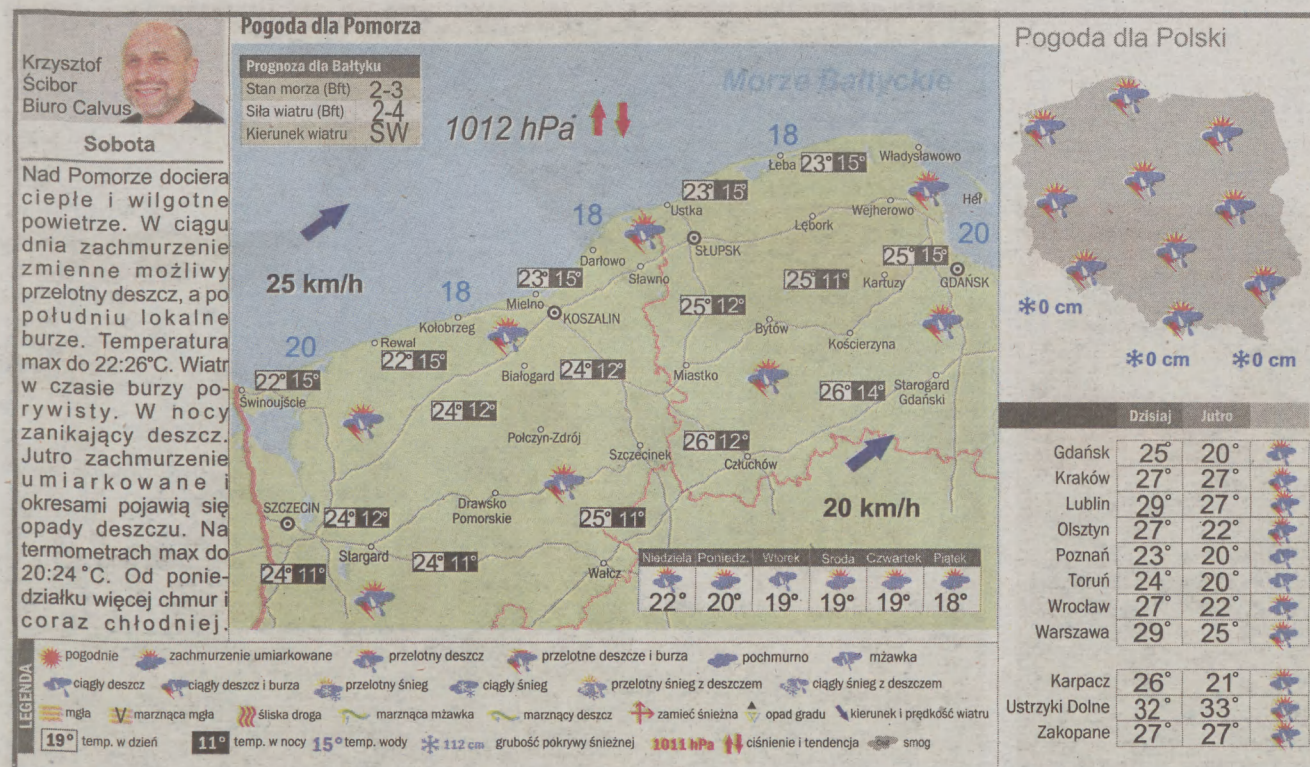 Krzysztof
Ścibor
Biuro Calvus
Sobota
Nad Pomorze dociera
ciepłe i wilgotne
powietrze. W ciągu
dnia zachmurzenie
zmienne możliwy
przelotny deszcz, a po
południu lokalne
burze. Temperatura
max do 22:26°C. Wiatr
w czasie burzy po-
rywisty. W nocy
zanikający deszcz.
Jutro zachmurzenie
umiarkowane i
okresami pojawią się
opady deszczu. Na
termometrach max do
20:24 °C. Od ponie-
działku więcej chmur i
coraz chłodniej.
Pogoda dla Pomorza
Prognoza dla Bałtyku
Stan morza (Bft) 2-3
Siła wiatru (Bft) 2-4
Kierunek wiatru SW
1012 hPa
Morze Bałtyckie
18
Łeba 23° 15°
Władysławowo
23° 15°
Ustka
Wejherowo
Hel
18
Lębork
20
SŁUPSK
Darłowo
25° 15°
25 km/h
23° 15°
Sławno
25° 11°
Kartuzy
GDAŃSK
18
Mielno
25° 12°
Kołobrzeg
KOSZALIN
Bytów
20
Rewal
Kościerzyna
22° 15°
Białogard
24° 12°
Miastko
22° 15°
Świnoujście
26° 14°
Starogard
Gdański
24° 12°
Połczyn-Zdrój
26° 12°
Szczecinek
Człuchów
SZCZECIN
24° 12°
Drawsko
Pomorskie
25° 11°
20 km/h
Stargard
24° 11°
24° 11°
Wałcz
Niedziela Poniedz. Wtorek Środa Czwartek Piątek
22° 20° 19° 19° 19° 18°
Pogoda dla Polski
0 cm
0 cm 0 cm
Dzisiaj Jutro
Gdańsk 25° 20°
Kraków 27° 27°
Lublin 29° 27°
Olsztyn 27° 22°
Poznań 23° 20°
Toruń 24° 20°
Wrocław 27° 22°
Warszawa 29° 25°
Karpacz 26° 21°
Ustrzyki Dolne 32° 33°
Zakopane 27° 27°
LEGENDA
pogodnie zachmurzenie umiarkowane przelotny deszcz przelotne deszcze i burza pochmurno mżawka
ciągły deszcz ciągły deszcz i burza przelotny śnieg ciągły śnieg przelotny śnieg z deszczem ciągły śnieg z deszczem
mgła marznąca mgła śliska droga marznąca mżawka marznący deszcz zamieć śnieżna opad gradu kierunek i prędkość wiatru
19° temp. w dzień 11° temp. w nocy 15° temp. wody 112 cm grubość pokrywy śnieżnej 1011 hPa ciśnienie i tendencja smog